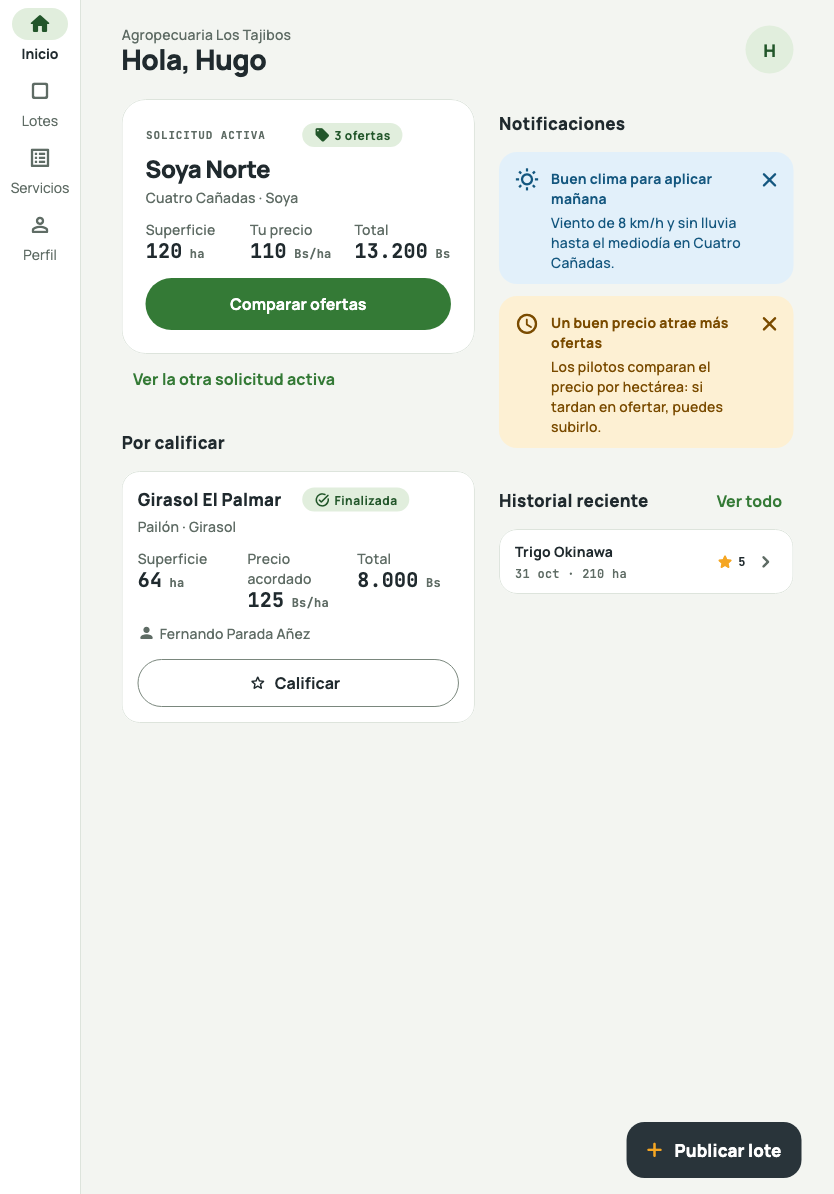 Inicio
Lotes
Servicios
Perfil
Agropecuaria Los Tajibos
Hola, Hugo
H
SOLICITUD ACTIVA
3 ofertas
Soya Norte
Cuatro Cañadas · Soya
Superficie
120 ha
Tu precio
110 Bs/ha
Total
13.200 Bs
Comparar ofertas
Ver la otra solicitud activa
Por calificar
Girasol El Palmar
Finalizada
Pailón · Girasol
Superficie
64 ha
Precio
acordado
125 Bs/ha
Total
8.000 Bs
Fernando Parada Añez
Calificar
Notificaciones
Buen clima para aplicar
mañana
Viento de 8 km/h y sin lluvia
hasta el mediodía en Cuatro
Cañadas.
Un buen precio atrae más
ofertas
Los pilotos comparan el
precio por hectárea: si
tardan en ofertar, puedes
subirlo.
Historial reciente
Ver todo
Trigo Okinawa
31 oct · 210 ha
5
Publicar lote